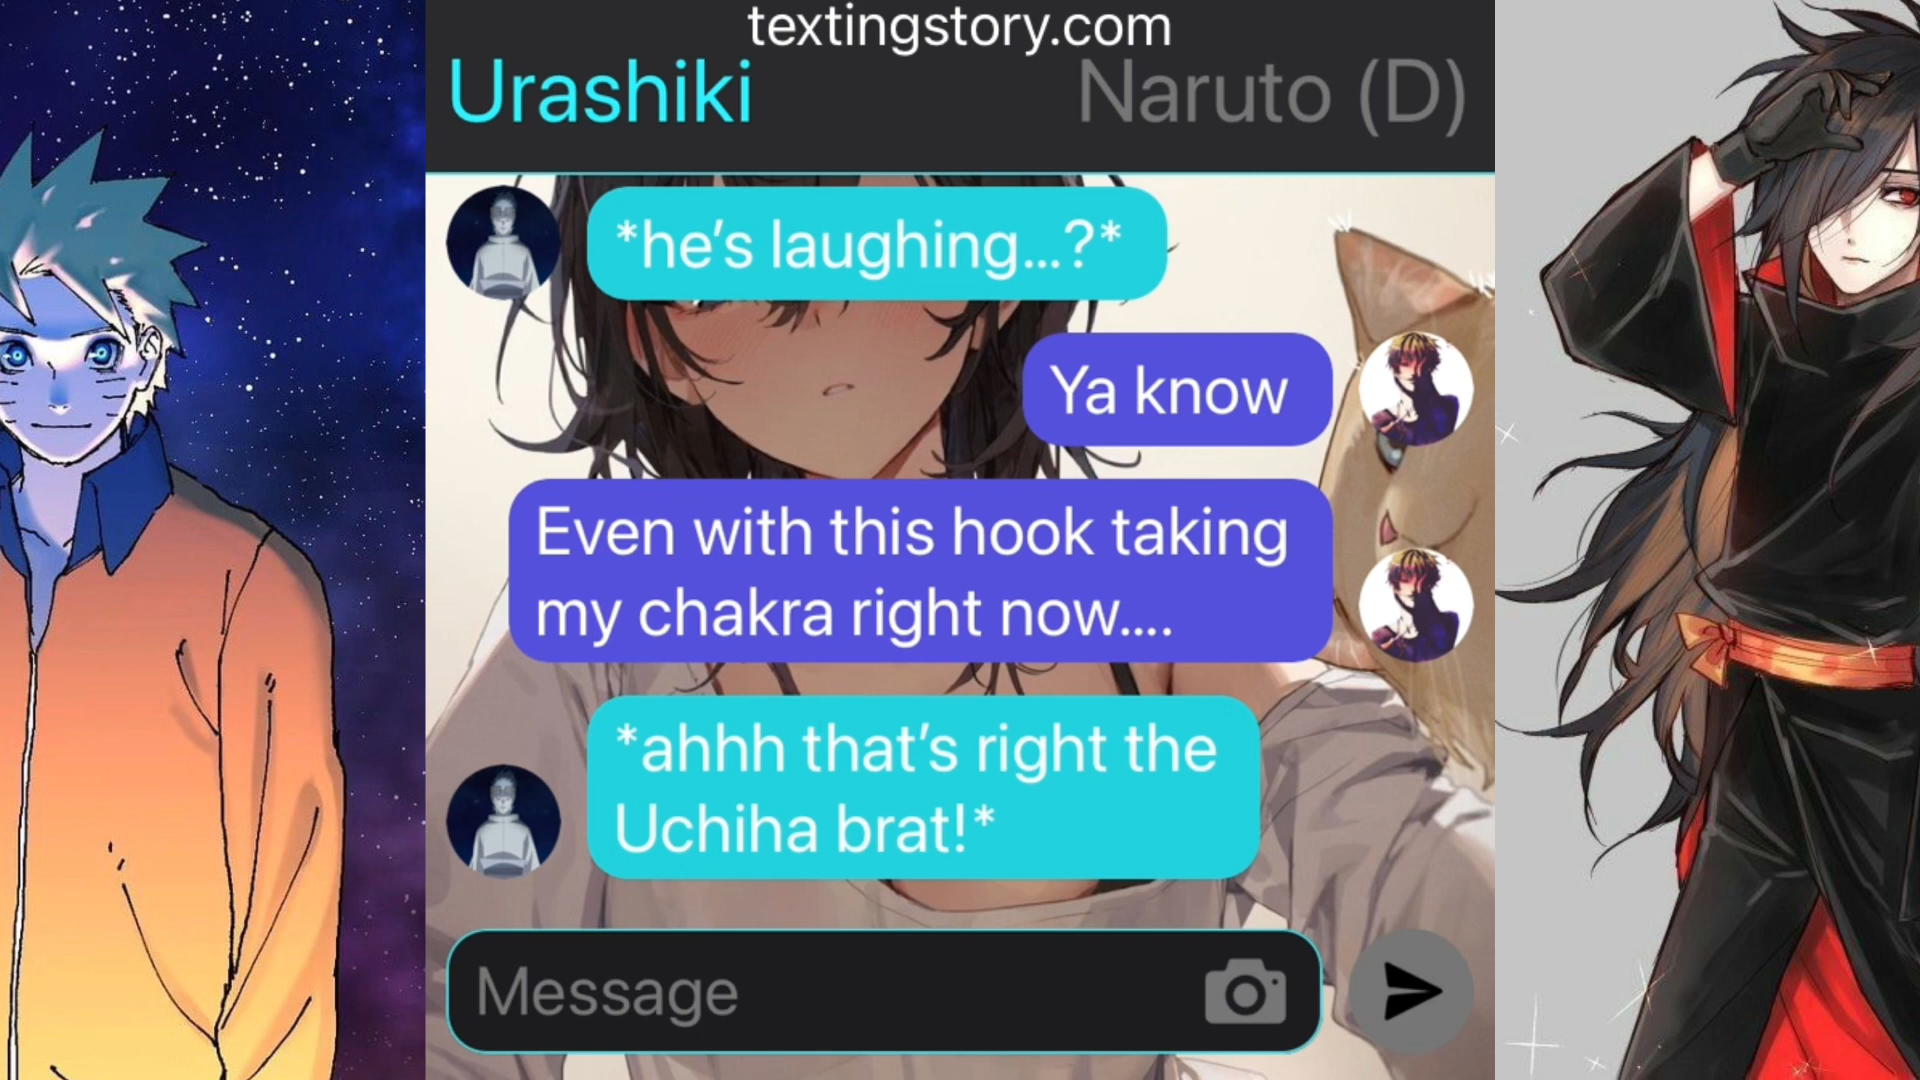 textingstory.com
Urashiki
Naruto (D)
*he's laughing...?*
Ya know
Even with this hook taking
my chakra right now....
*ahhh that's right the
Uchiha brat!*
Message